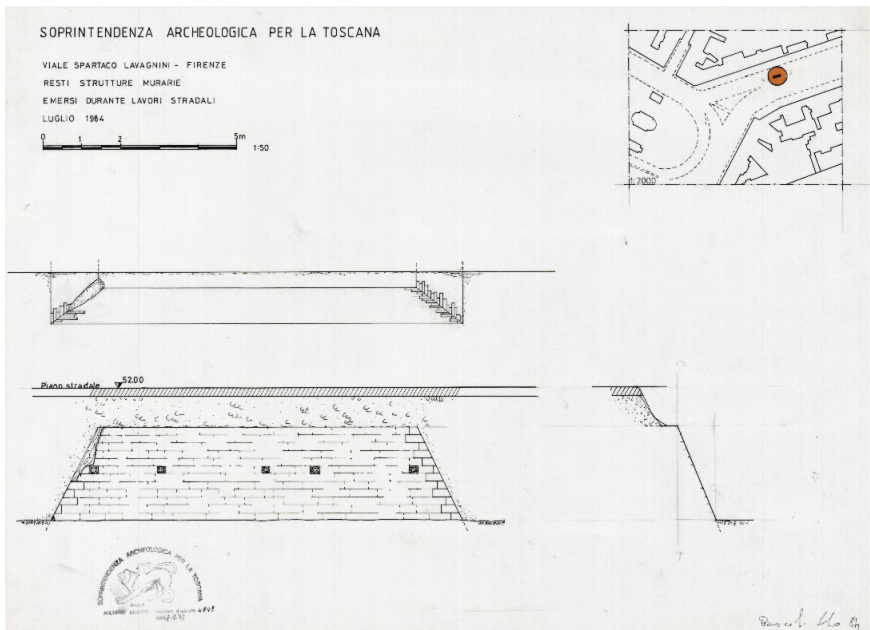 SOPRINTENDENZA ARCHEOLOGICA PER LA TOSCANA
VIALE SPARTACO LAVAGNINI - FIRENZE
RESTI STRUTTURE MURARIE
EMERSI DURANTE LAVORI STRADALI
LUGLIO 1984
0 1 2 5m
1:50
1:2000
Piano stradale 52.00
SOPRINTENDENZA ARCHEOLOGICA PER LA TOSCANA